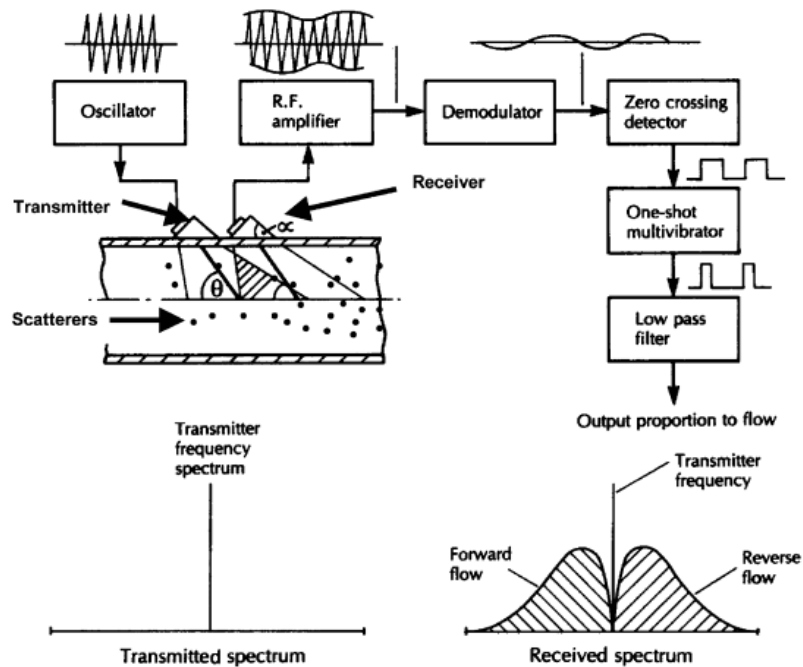 Oscillator
R.F.
amplifier
Demodulator
Zero crossing
detector
Transmitter
Receiver
α
One-shot
multivibrator
θ
Scatterers
Low pass
filter
Output proportion to flow
Transmitter
frequency
spectrum
Transmitter
frequency
Forward
flow
Reverse
flow
Transmitted spectrum
Received spectrum